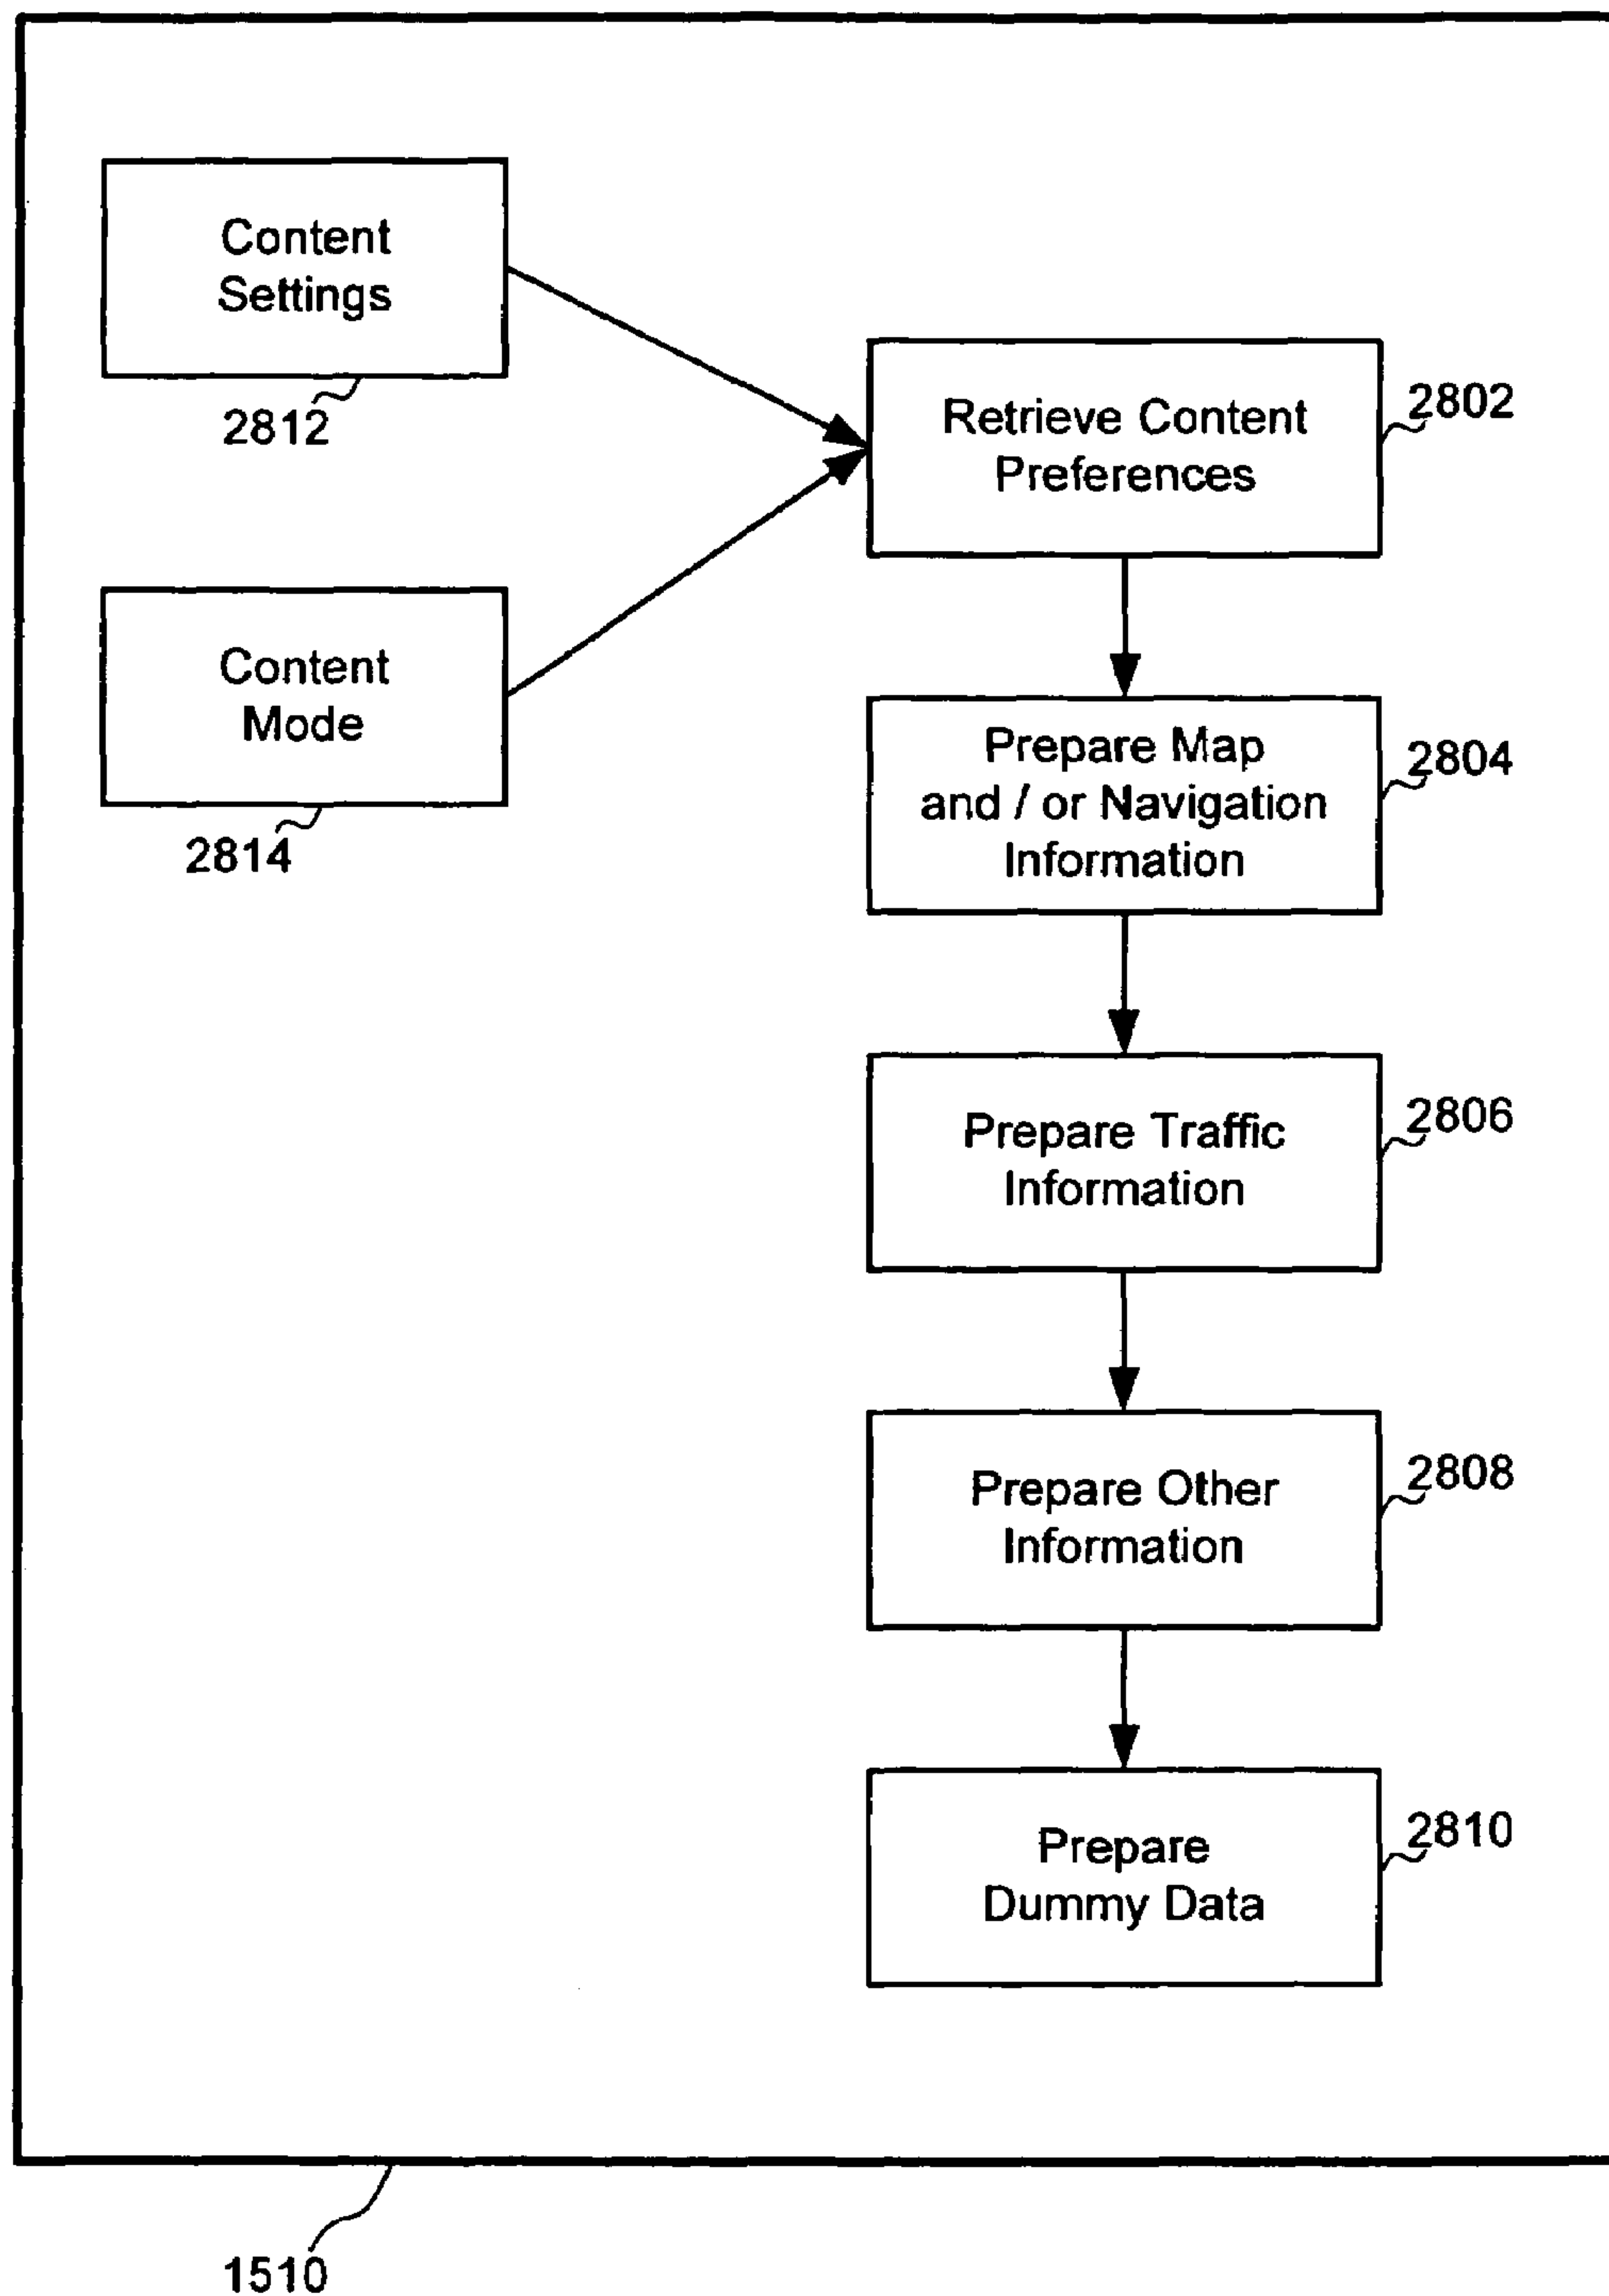 Content
Settings
2812
Retrieve Content
Preferences
2802
Content
Mode
2814
Prepare Map
and / or Navigation
Information
2804
Prepare Traffic
Information
2806
Prepare Other
Information
2808
Prepare
Dummy Data
2810
1510